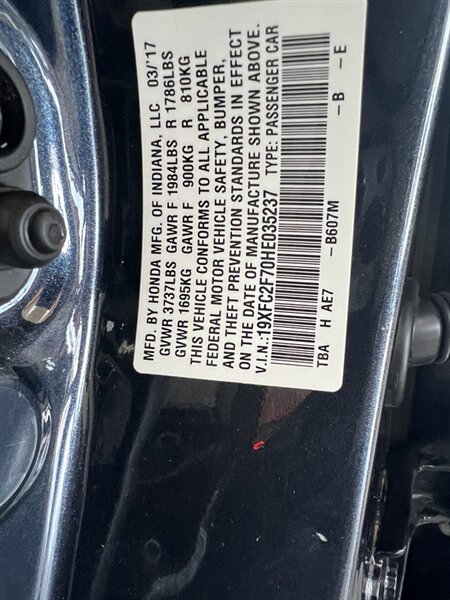 MFD. BY HONDA MFG. OF INDIANA, LLC 03/'17
GVWR 3737LBS GAWR F 1984LBS R 1786LBS
GVWR 1695KG GAWR F 900KG R 810KG
THIS VEHICLE CONFORMS TO ALL APPLICABLE
FEDERAL MOTOR VEHICLE SAFETY, BUMPER,
AND THEFT PREVENTION STANDARDS IN EFFECT
ON THE DATE OF MANUFACTURE SHOWN ABOVE.
V.I.N.:19XFC2F70HE035237 TYPE: PASSENGER CAR
TBA H AE7 -B607M -B -E